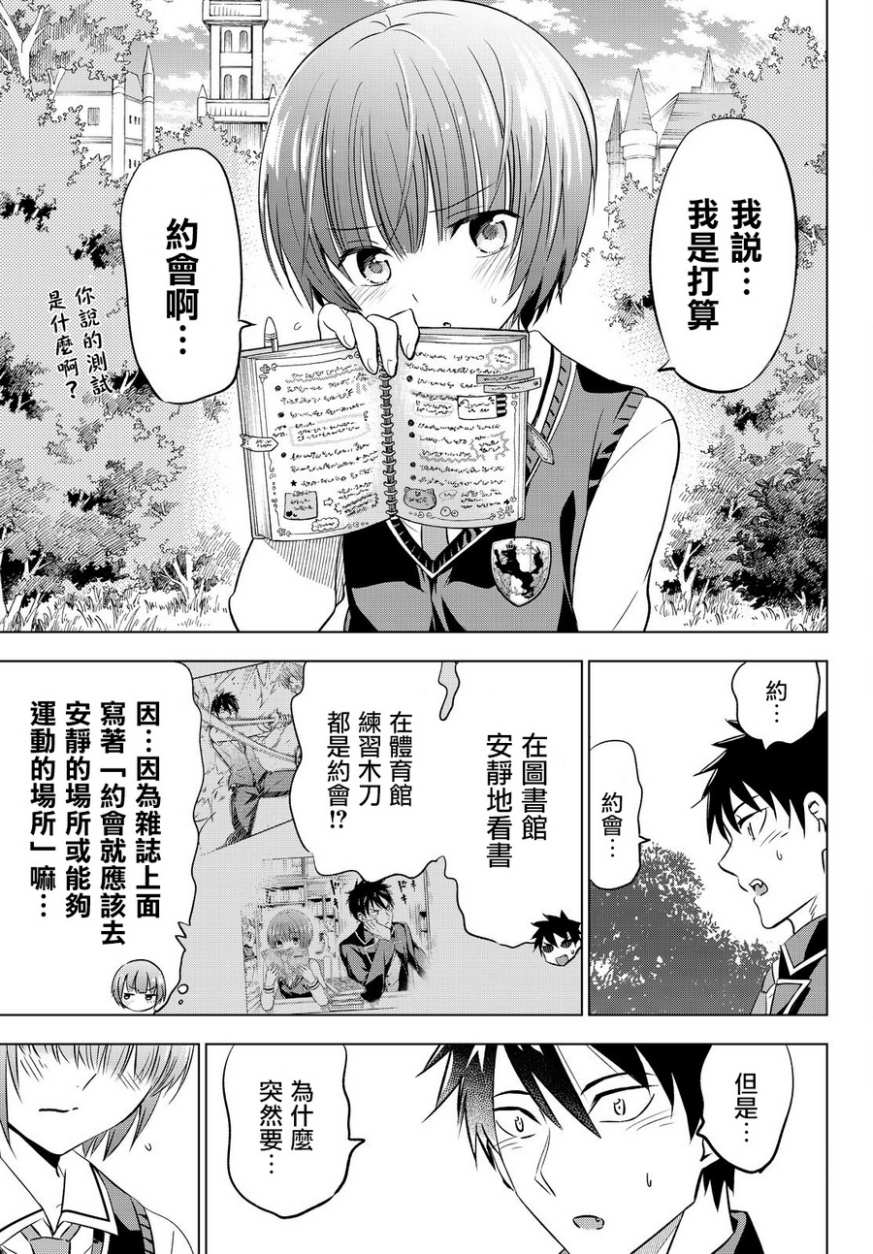 我說…
我是打算
約會啊…
你說的測試
是什麼啊？
約…
約會…
在圖書館
安靜地看書
在體育館
練習木刀
都是約會!?
因…因為雜誌上面
寫著「約會就應該去
安靜的場所或能夠
運動的場所」嘛…
但是…
為什麼
突然要…